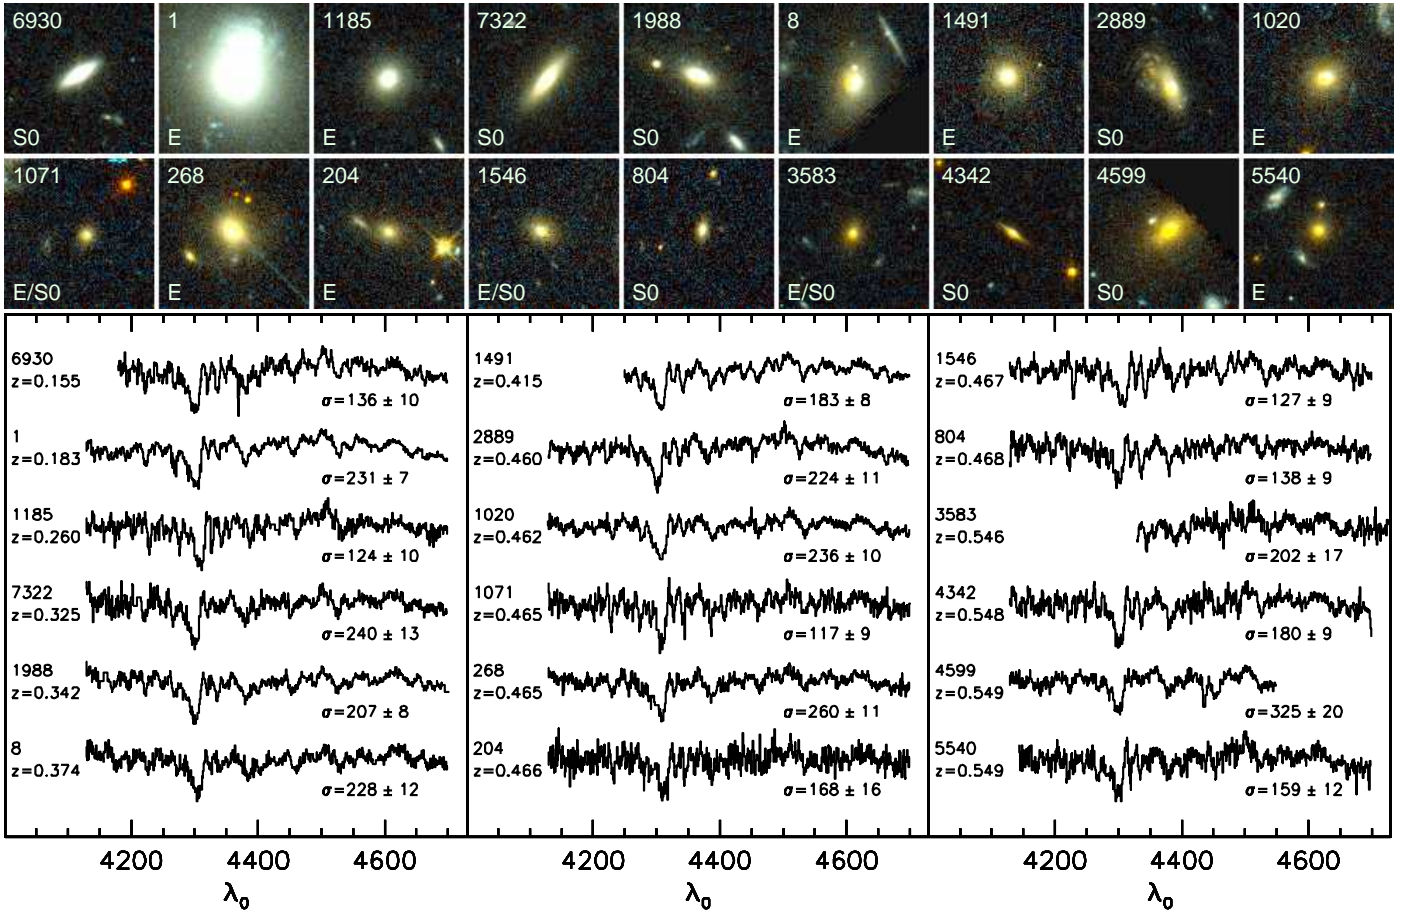 6930 1 1185 7322 1988 8 1491 2889 1020
S0 E E S0 S0 E E S0 E
1071 268 204 1546 804 3583 4342 4599 5540
E/S0 E E E/S0 S0 E/S0 S0 S0 E
6930
z=0.155
σ=136 ± 10
1
z=0.183
σ=231 ± 7
1185
z=0.260
σ=124 ± 10
7322
z=0.325
σ=240 ± 13
1988
z=0.342
σ=207 ± 8
8
z=0.374
σ=228 ± 12
4200 4400 4600
λ₀
1491
z=0.415
σ=183 ± 8
2889
z=0.460
σ=224 ± 11
1020
z=0.462
σ=236 ± 10
1071
z=0.465
σ=117 ± 9
268
z=0.465
σ=260 ± 11
204
z=0.466
σ=168 ± 16
4200 4400 4600
λ₀
1546
z=0.467
σ=127 ± 9
804
z=0.468
σ=138 ± 9
3583
z=0.546
σ=202 ± 17
4342
z=0.548
σ=180 ± 9
4599
z=0.549
σ=325 ± 20
5540
z=0.549
σ=159 ± 12
4200 4400 4600
λ₀